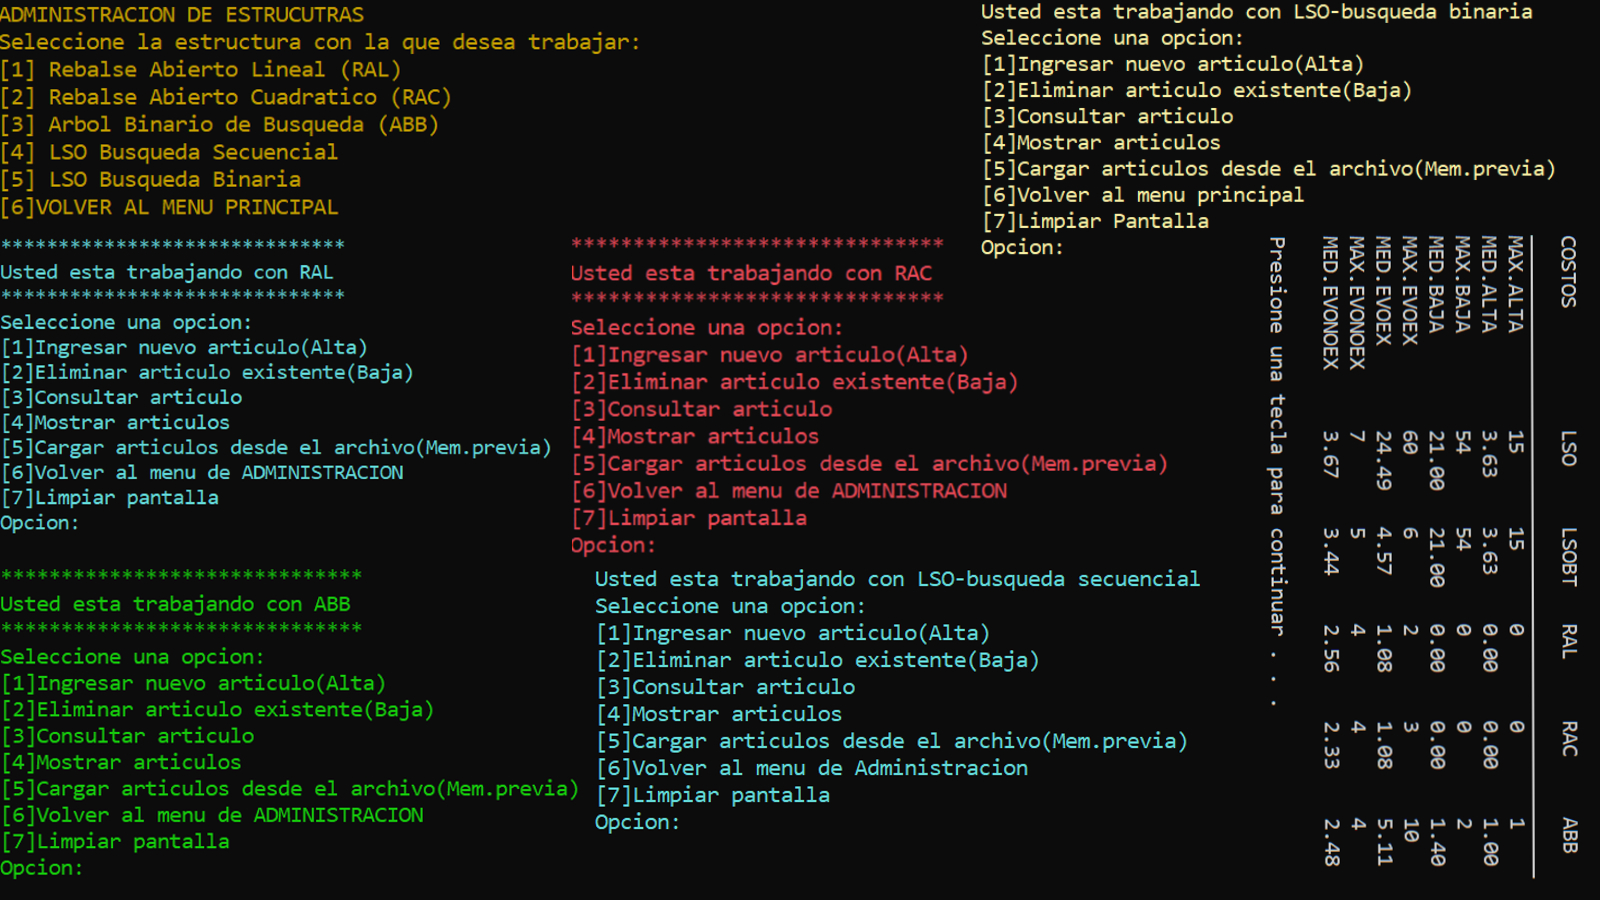 ADMINISTRACION DE ESTRUCUTRAS
Seleccione la estructura con la que desea trabajar:
[1] Rebalse Abierto Lineal (RAL)
[2] Rebalse Abierto Cuadratico (RAC)
[3] Arbol Binario de Busqueda (ABB)
[4] LSO Busqueda Secuencial
[5] LSO Busqueda Binaria
[6]VOLVER AL MENU PRINCIPAL
Usted esta trabajando con LSO-busqueda binaria
Seleccione una opcion:
[1]Ingresar nuevo articulo(Alta)
[2]Eliminar articulo existente(Baja)
[3]Consultar articulo
[4]Mostrar articulos
[5]Cargar articulos desde el archivo(Mem.previa)
[6]Volver al menu principal
[7]Limpiar Pantalla
Opcion:
******************************
Usted esta trabajando con RAL
******************************
Seleccione una opcion:
[1]Ingresar nuevo articulo(Alta)
[2]Eliminar articulo existente(Baja)
[3]Consultar articulo
[4]Mostrar articulos
[5]Cargar articulos desde el archivo(Mem.previa)
[6]Volver al menu de ADMINISTRACION
[7]Limpiar pantalla
Opcion:
******************************
Usted esta trabajando con RAC
******************************
Seleccione una opcion:
[1]Ingresar nuevo articulo(Alta)
[2]Eliminar articulo existente(Baja)
[3]Consultar articulo
[4]Mostrar articulos
[5]Cargar articulos desde el archivo(Mem.previa)
[6]Volver al menu de ADMINISTRACION
[7]Limpiar pantalla
Opcion:
******************************
Usted esta trabajando con ABB
******************************
Seleccione una opcion:
[1]Ingresar nuevo articulo(Alta)
[2]Eliminar articulo existente(Baja)
[3]Consultar articulo
[4]Mostrar articulos
[5]Cargar articulos desde el archivo(Mem.previa)
[6]Volver al menu de ADMINISTRACION
[7]Limpiar pantalla
Opcion:
Usted esta trabajando con LSO-busqueda secuencial
Seleccione una opcion:
[1]Ingresar nuevo articulo(Alta)
[2]Eliminar articulo existente(Baja)
[3]Consultar articulo
[4]Mostrar articulos
[5]Cargar articulos desde el archivo(Mem.previa)
[6]Volver al menu de Administracion
[7]Limpiar pantalla
Opcion:
COSTOS LSO LSOBT RAL RAC ABB
MAX.ALTA 15 15 0 0 1
MED.ALTA 3.63 3.63 0.00 0.00 1.00
MAX.BAJA 54 54 0 0 2
MED.BAJA 21.00 21.00 0.00 0.00 1.40
MAX.EVOEX 60 6 2 3 10
MED.EVOEX 24.49 4.57 1.08 1.08 5.11
MAX.EVONOEX 7 5 4 4 4
MED.EVONOEX 3.67 3.44 2.56 2.33 2.48
Presione una tecla para continuar . . .